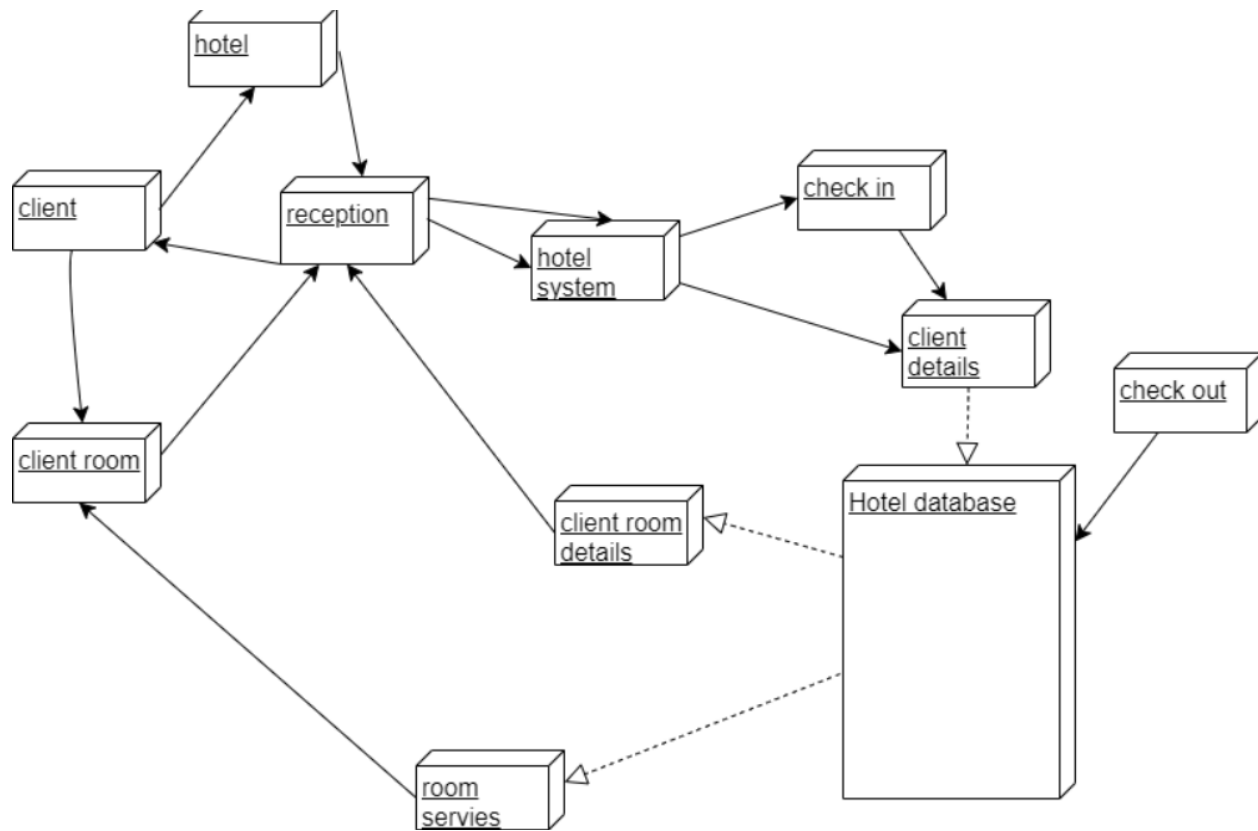 hotel
client
reception
check in
hotel
system
client
details
check out
client room
Hotel database
client room
details
room
servies